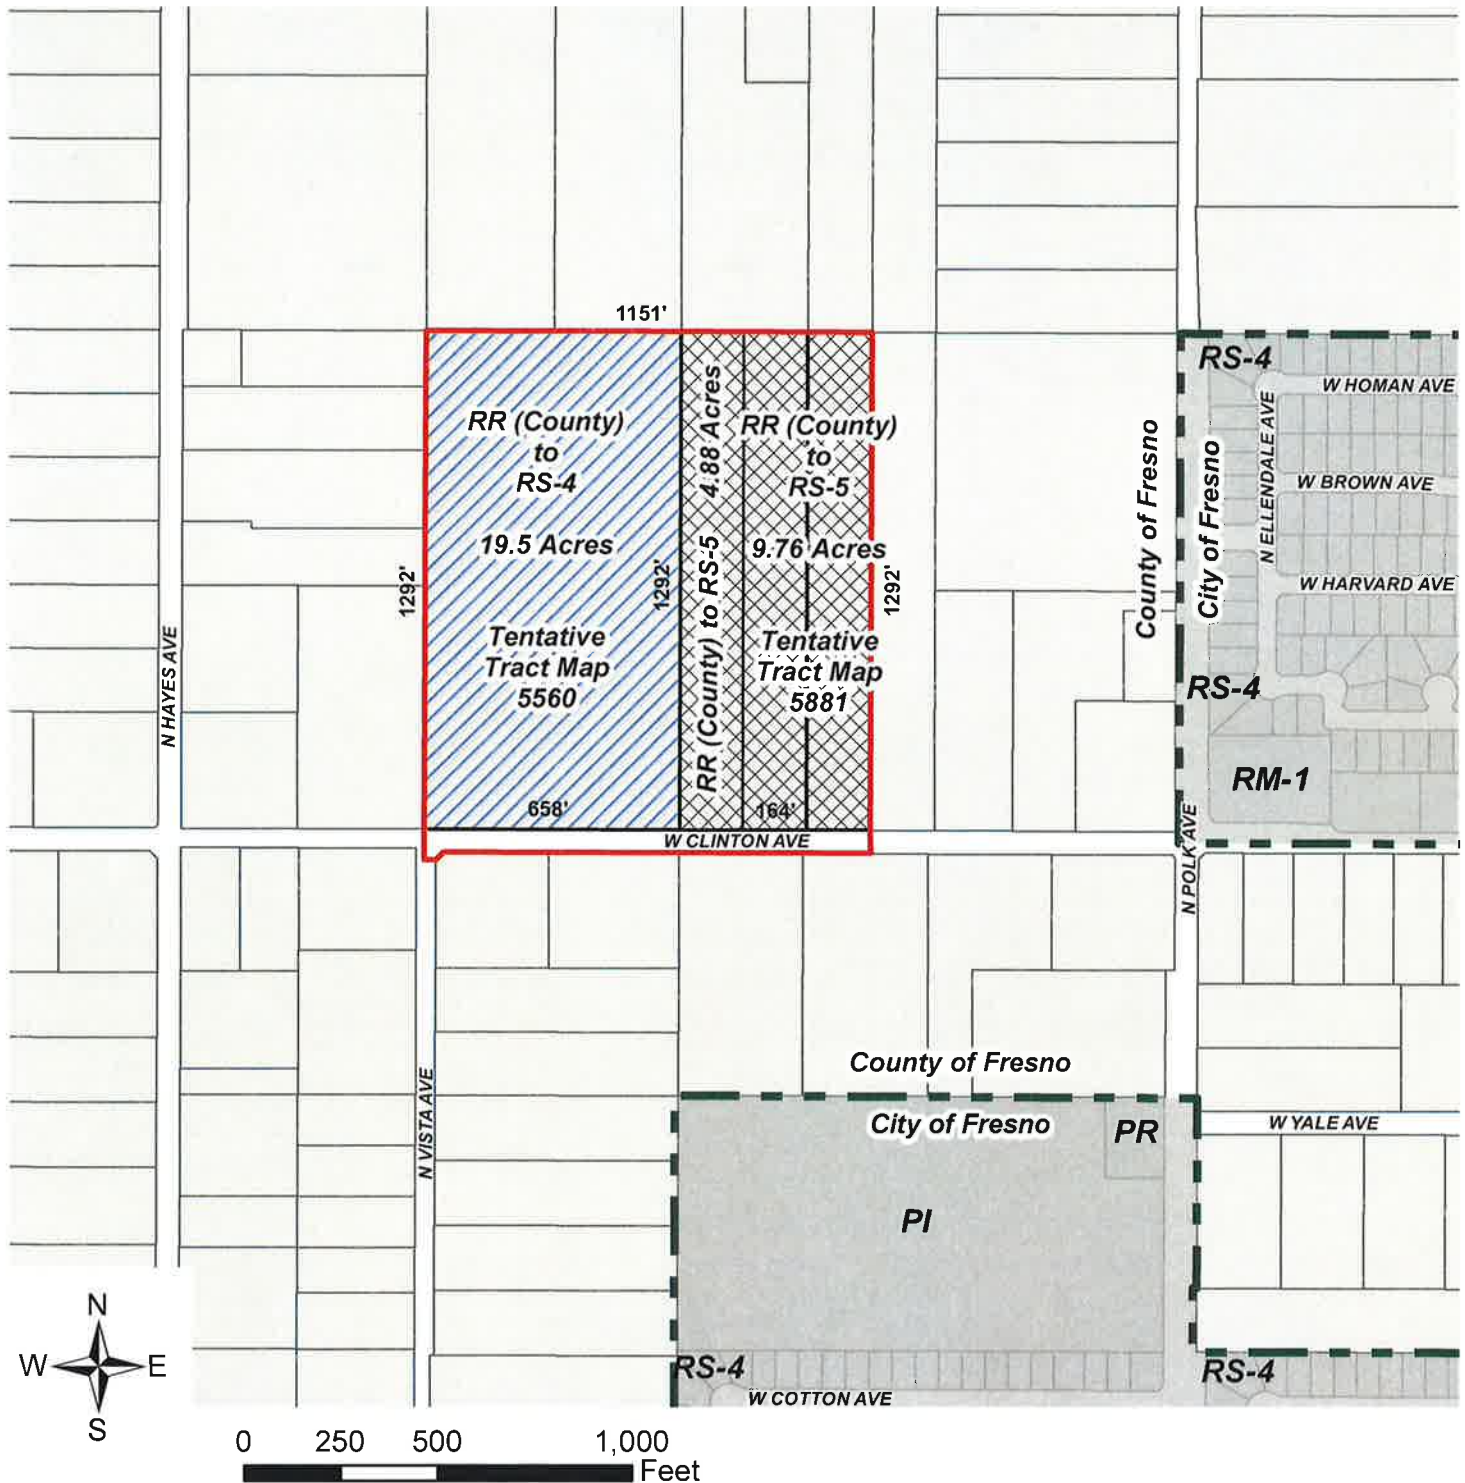 1151'
RS-4
W HOMAN AVE
RR (County)
to
RS-4
19.5 Acres
Tentative
Tract Map
5560
1292'
1292'
658'
RR (County) to RS-5
4.88 Acres
RR (County)
to
RS-5
9.76 Acres
Tentative
Tract Map
5881
1292'
164'
W CLINTON AVE
County of Fresno
City of Fresno
N ELLENDALE AVE
W BROWN AVE
W HARVARD AVE
RS-4
RM-1
N HAYES AVE
N POLK AVE
N VISTA AVE
County of Fresno
City of Fresno
PR
W YALE AVE
PI
RS-4
W COTTON AVE
RS-4
N
W E
S
0 250 500 1,000
Feet